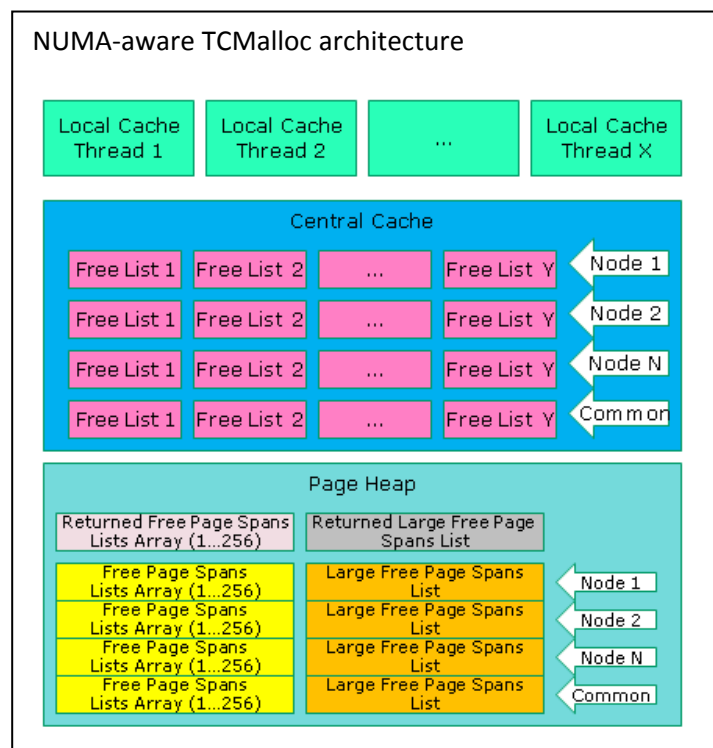 NUMA-aware TCMalloc architecture
Local Cache Thread 1
Local Cache Thread 2
...
Local Cache Thread X
Central Cache
Free List 1 Free List 2 ... Free List Y Node 1
Free List 1 Free List 2 ... Free List Y Node 2
Free List 1 Free List 2 ... Free List Y Node N
Free List 1 Free List 2 ... Free List Y Common
Page Heap
Returned Free Page Spans
Lists Array (1...256)
Returned Large Free Page
Spans List
Free Page Spans
Lists Array (1...256)
Large Free Page Spans
List
Node 1
Free Page Spans
Lists Array (1...256)
Large Free Page Spans
List
Node 2
Free Page Spans
Lists Array (1...256)
Large Free Page Spans
List
Node N
Free Page Spans
Lists Array (1...256)
Large Free Page Spans
List
Common